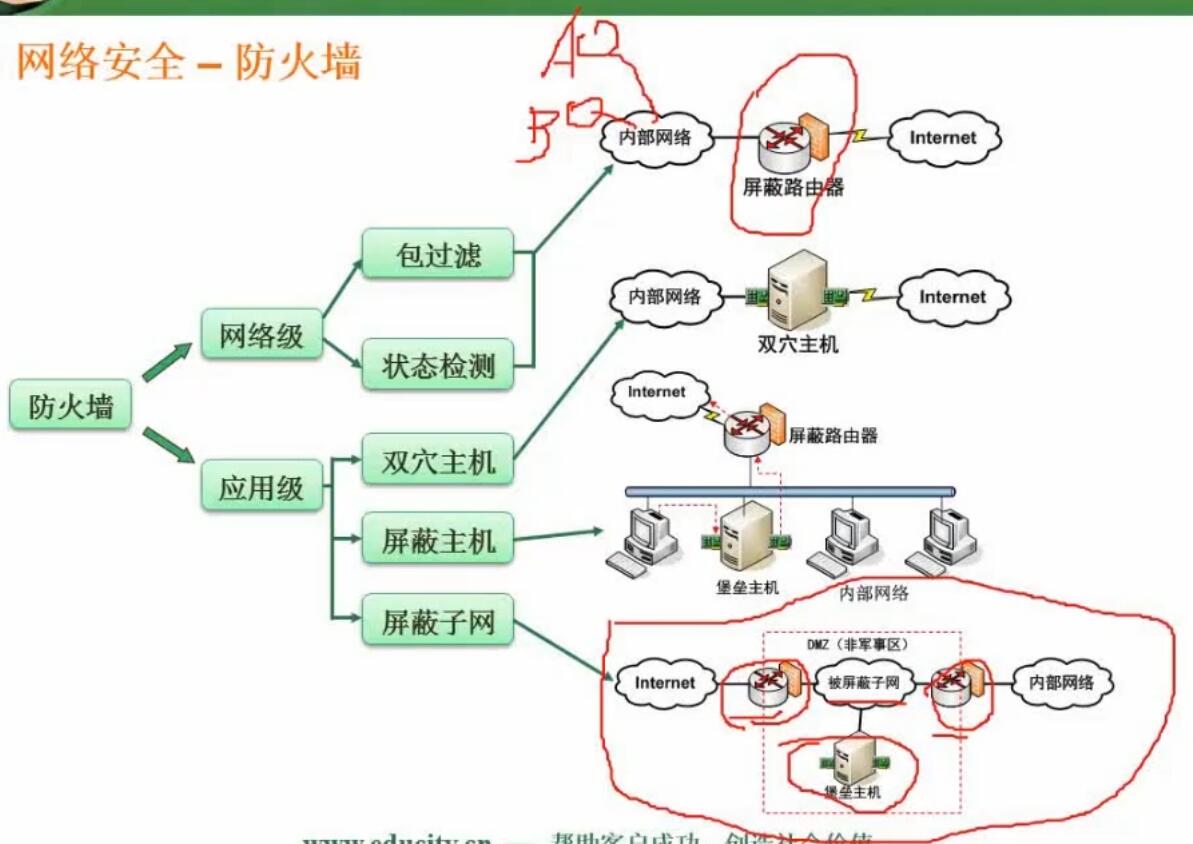 网络安全 – 防火墙
A
B
内部网络
屏蔽路由器
Internet
包过滤
内部网络
双穴主机
Internet
网络级
状态检测
防火墙
Internet
屏蔽路由器
双穴主机
应用级
屏蔽主机
堡垒主机
内部网络
屏蔽子网
DMZ（非军事区）
Internet
被屏蔽子网
内部网络
堡垒主机
www.educity.cn — 帮助客户成功，创造社会价值